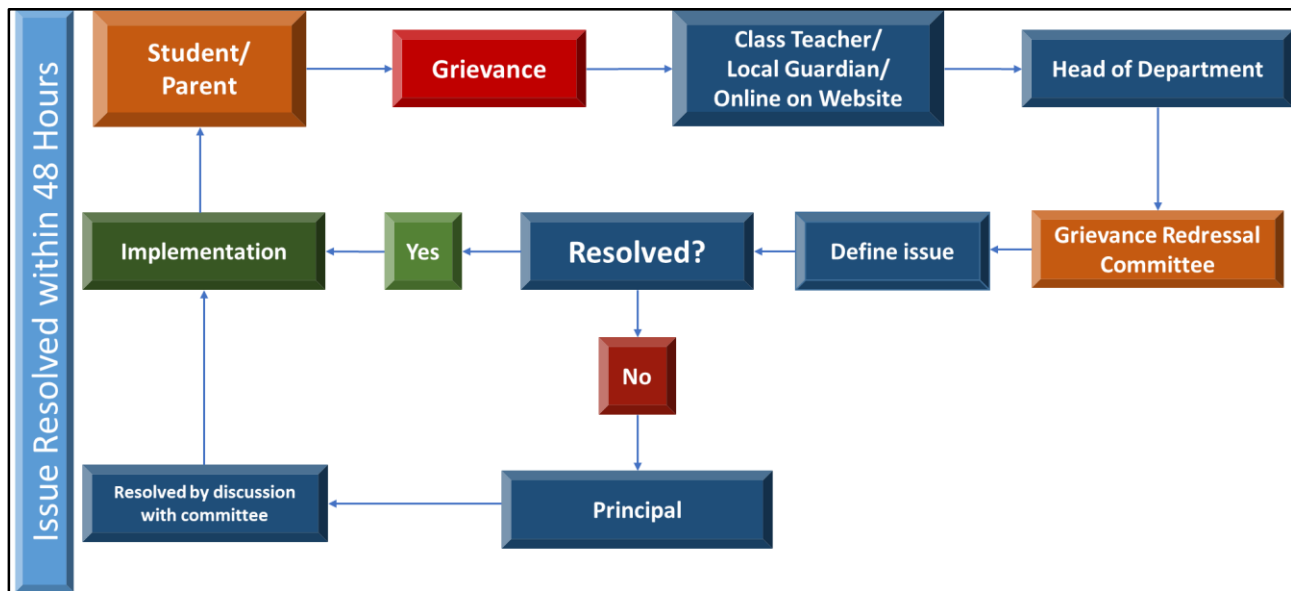 Issue Resolved within 48 Hours
Student/
Parent
Grievance
Class Teacher/
Local Guardian/
Online on Website
Head of Department
Grievance Redressal
Committee
Define issue
Resolved?
Yes
Implementation
No
Principal
Resolved by discussion
with committee